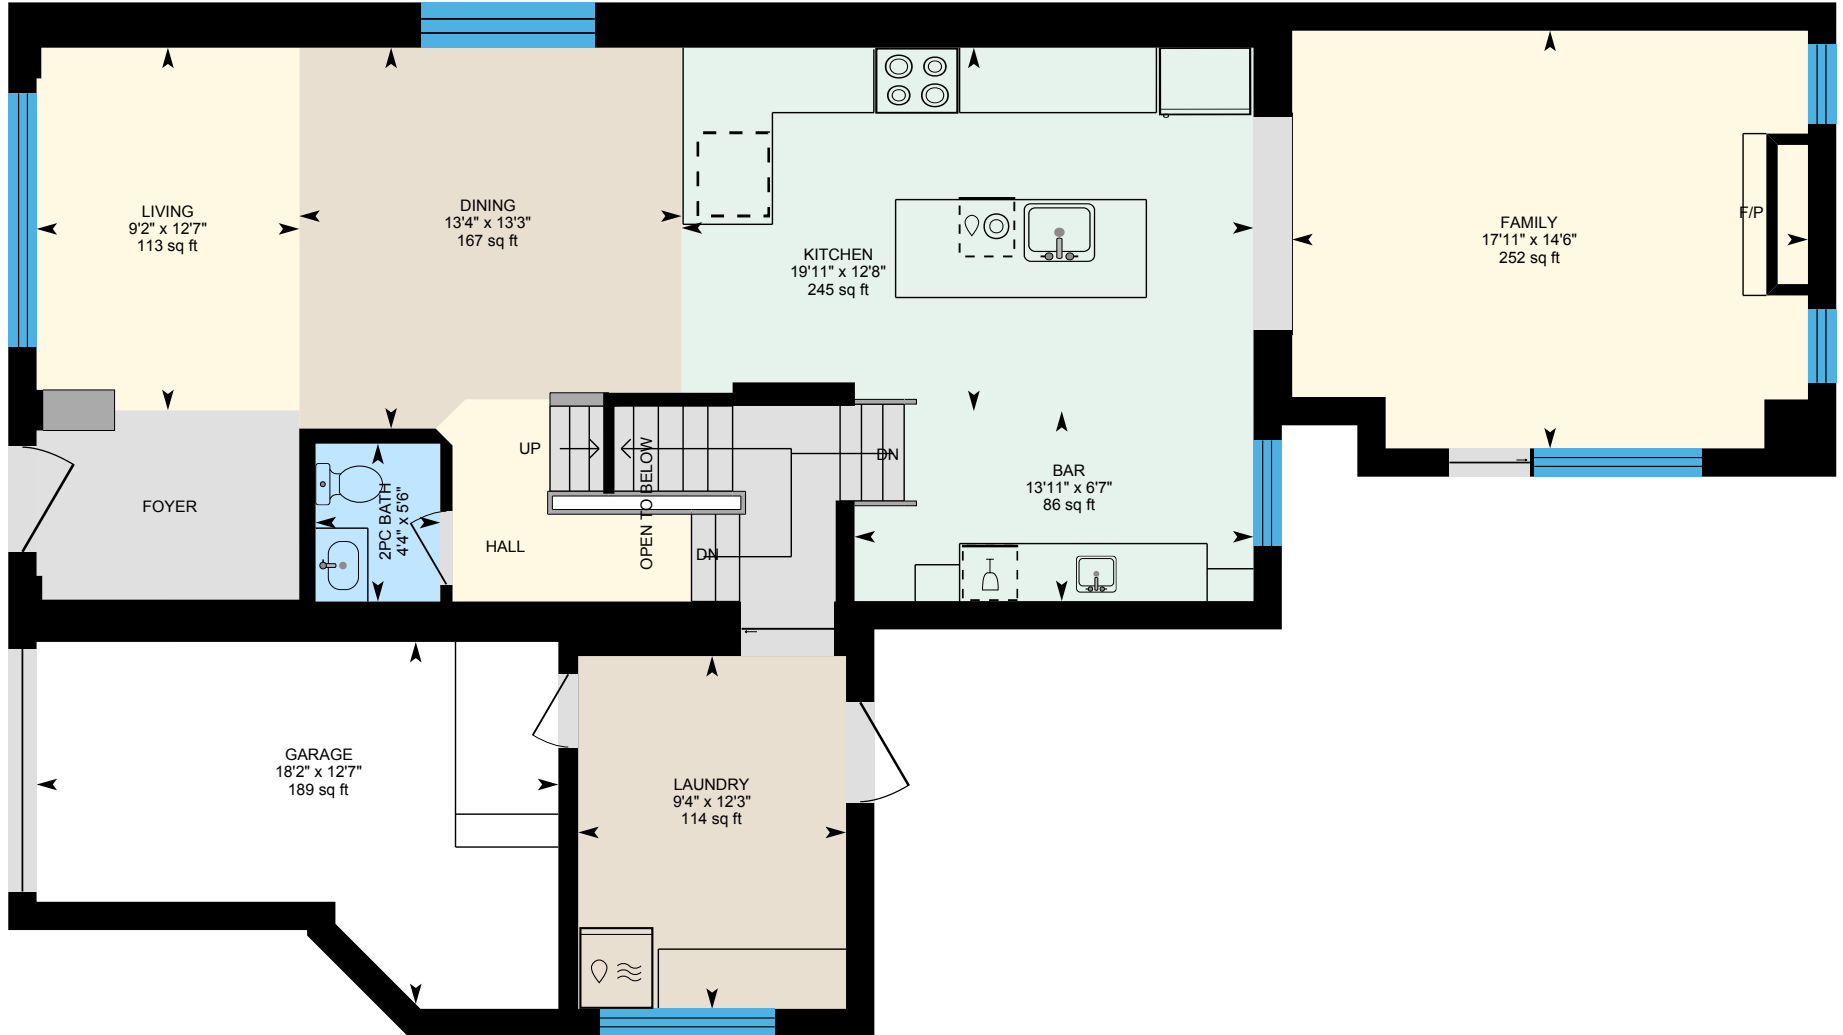 LIVING
9'2" x 12'7"
113 sq ft
DINING
13'4" x 13'3"
167 sq ft
KITCHEN
19'11" x 12'8"
245 sq ft
FAMILY
17'11" x 14'6"
252 sq ft
F/P
FOYER
2PC BATH
4'4" x 5'6"
HALL
UP
OPEN TO BELOW
DN
DN
BAR
13'11" x 6'7"
86 sq ft
GARAGE
18'2" x 12'7"
189 sq ft
LAUNDRY
9'4" x 12'3"
114 sq ft